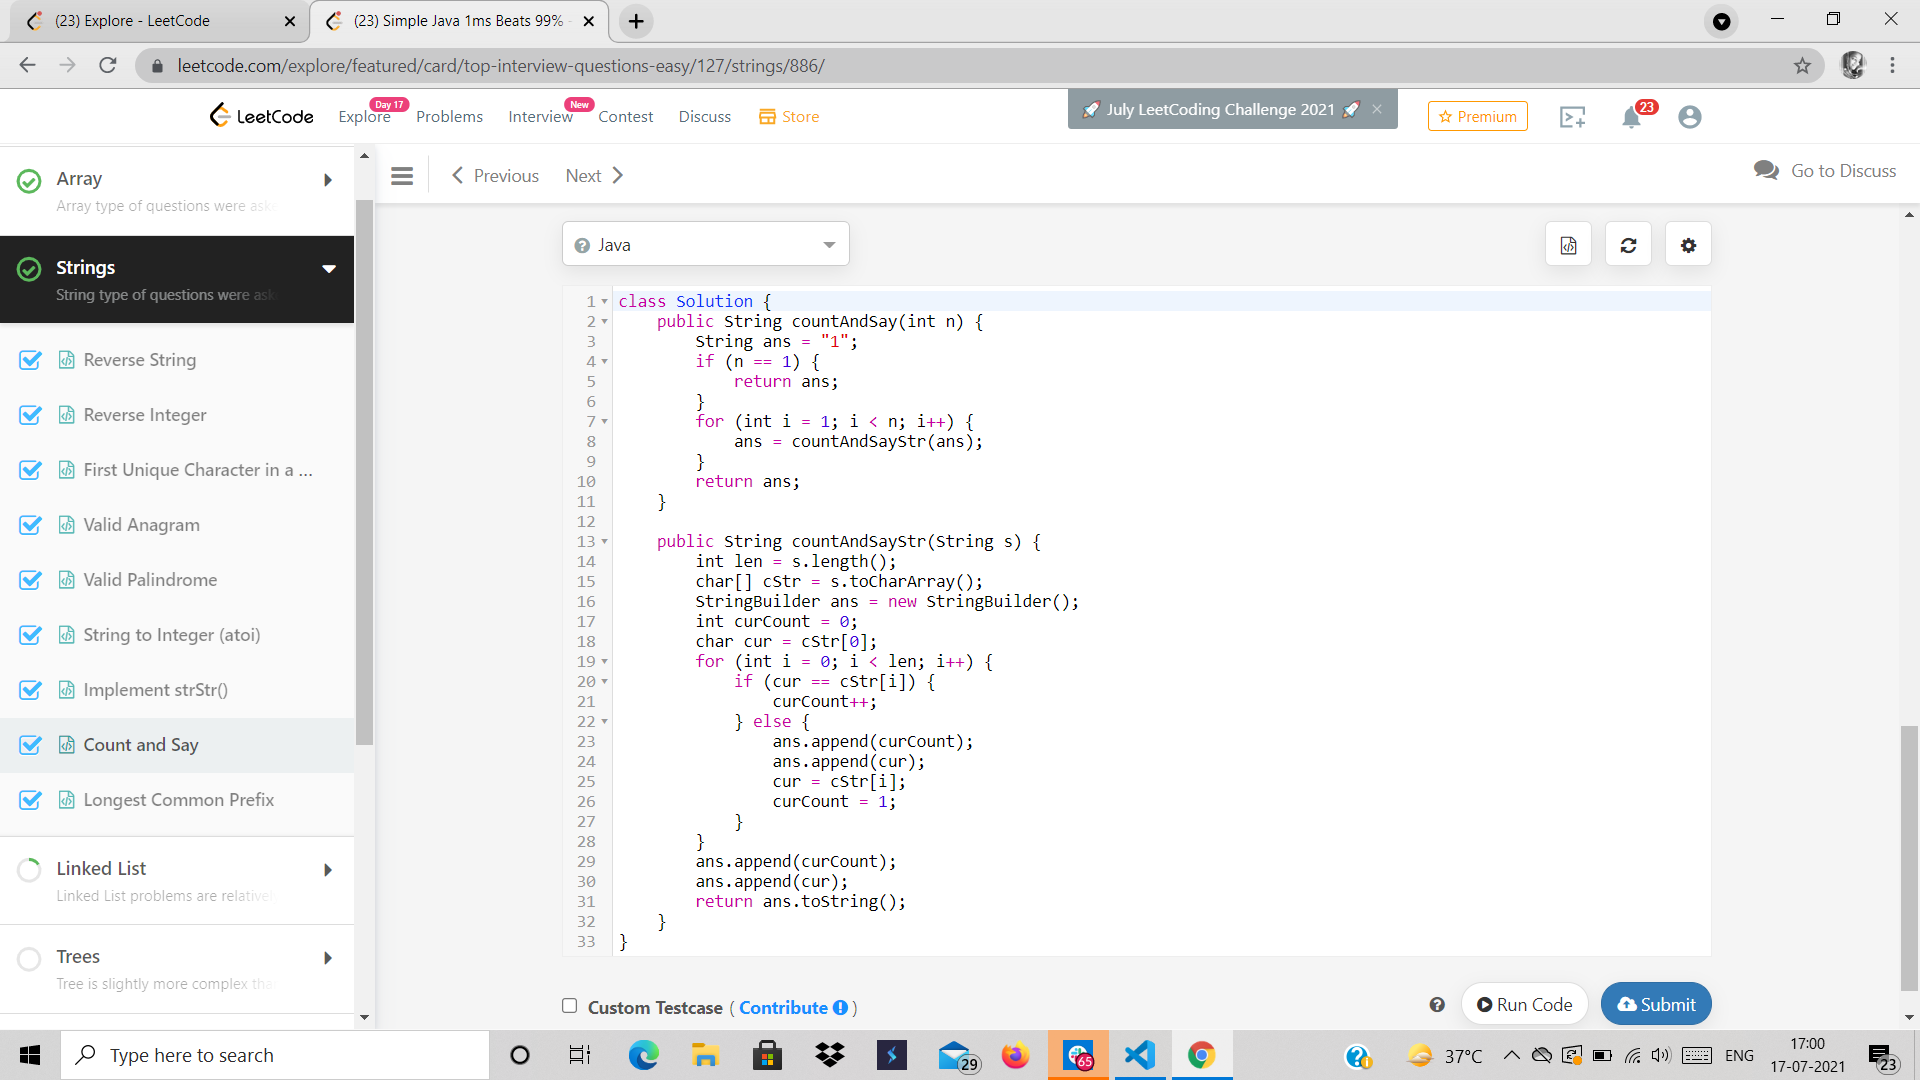 (23) Explore - LeetCode
(23) Simple Java 1ms Beats 99% -
leetcode.com/explore/featured/card/top-interview-questions-easy/127/strings/886/
LeetCode
Explore
Day 17
Problems
Interview
New
Contest
Discuss
Store
🚀 July LeetCoding Challenge 2021 🚀 ×
Premium
23
Array
Array type of questions were ask
Strings
String type of questions were ask
Reverse String
Reverse Integer
First Unique Character in a ...
Valid Anagram
Valid Palindrome
String to Integer (atoi)
Implement strStr()
Count and Say
Longest Common Prefix
Linked List
Linked List problems are relative
Trees
Tree is slightly more complex tha
Previous
Next
Go to Discuss
Java
1 class Solution {
2     public String countAndSay(int n) {
3         String ans = "1";
4         if (n == 1) {
5             return ans;
6         }
7         for (int i = 1; i < n; i++) {
8             ans = countAndSayStr(ans);
9         }
10         return ans;
11     }
12
13     public String countAndSayStr(String s) {
14         int len = s.length();
15         char[] cStr = s.toCharArray();
16         StringBuilder ans = new StringBuilder();
17         int curCount = 0;
18         char cur = cStr[0];
19         for (int i = 0; i < len; i++) {
20             if (cur == cStr[i]) {
21                 curCount++;
22             } else {
23                 ans.append(curCount);
24                 ans.append(cur);
25                 cur = cStr[i];
26                 curCount = 1;
27             }
28         }
29         ans.append(curCount);
30         ans.append(cur);
31         return ans.toString();
32     }
33 }
Custom Testcase ( Contribute )
Run Code
Submit
Type here to search
29
65
37°C
ENG
17:00
17-07-2021
23